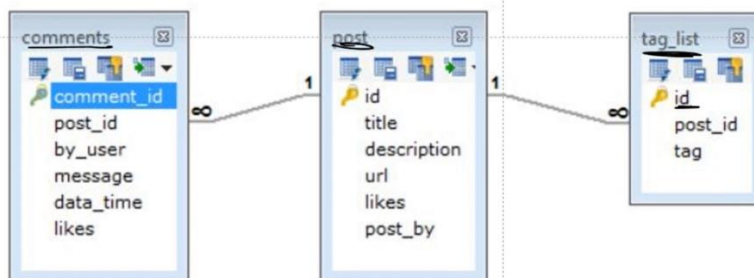 comments
comment_id
post_id
by_user
message
data_time
likes
∞
1
post
id
title
description
url
likes
post_by
1
∞
tag_list
id
post_id
tag